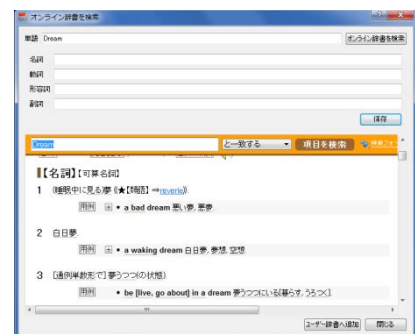 オンライン辞書を検索
単語 Dream オンライン辞書を検索
名詞
動詞
形容詞
副詞
保存
Dream と一致する 項目を検索
【名詞】【可算名詞】
1 (睡眠中に見る)夢 (⇒reverie).
用例 a bad dream 悪い夢, 悪夢.
2 白日夢.
用例 a waking dream 白日夢, 夢想, 空想.
3 [通例単数形で] 夢うつつの(状態)
用例 be [live, go about] in a dream 夢うつつにいる[暮らす, うろつく].
ユーザー辞書へ追加 閉じる